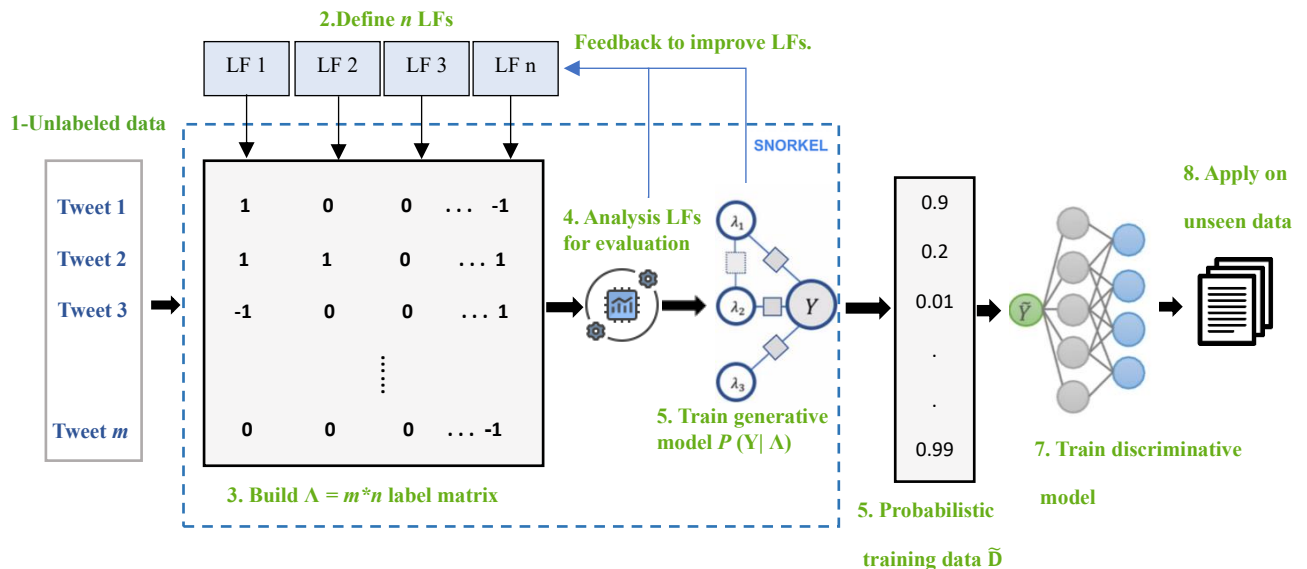 2.Define n LFs
LF 1 LF 2 LF 3 LF n
Feedback to improve LFs.
1-Unlabeled data
SNORKEL
Tweet 1
Tweet 2
Tweet 3
Tweet m
1 0 0 . . . -1
1 1 0 . . . 1
-1 0 0 . . . 1
......
0 0 0 . . . -1
3. Build Λ = m*n label matrix
4. Analysis LFs
for evaluation
λ1
λ2
λ3
Y
5. Train generative
model P (Y| Λ)
0.9
0.2
0.01
.
.
0.99
5. Probabilistic
training data D̃
Ỹ
7. Train discriminative
model
8. Apply on
unseen data